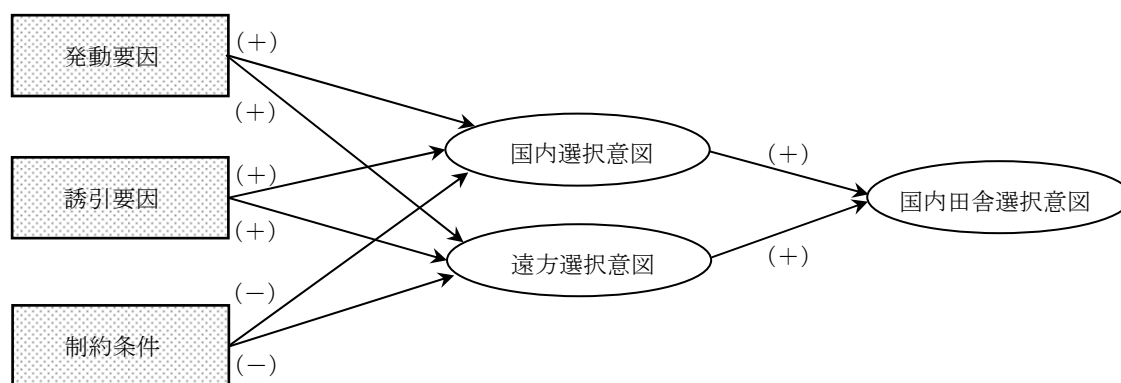 発動要因
(+)
(+)
誘引要因
(+)
(+)
制約条件
(-)
(-)
国内選択意図
遠方選択意図
(+)
(+)
国内田舎選択意図